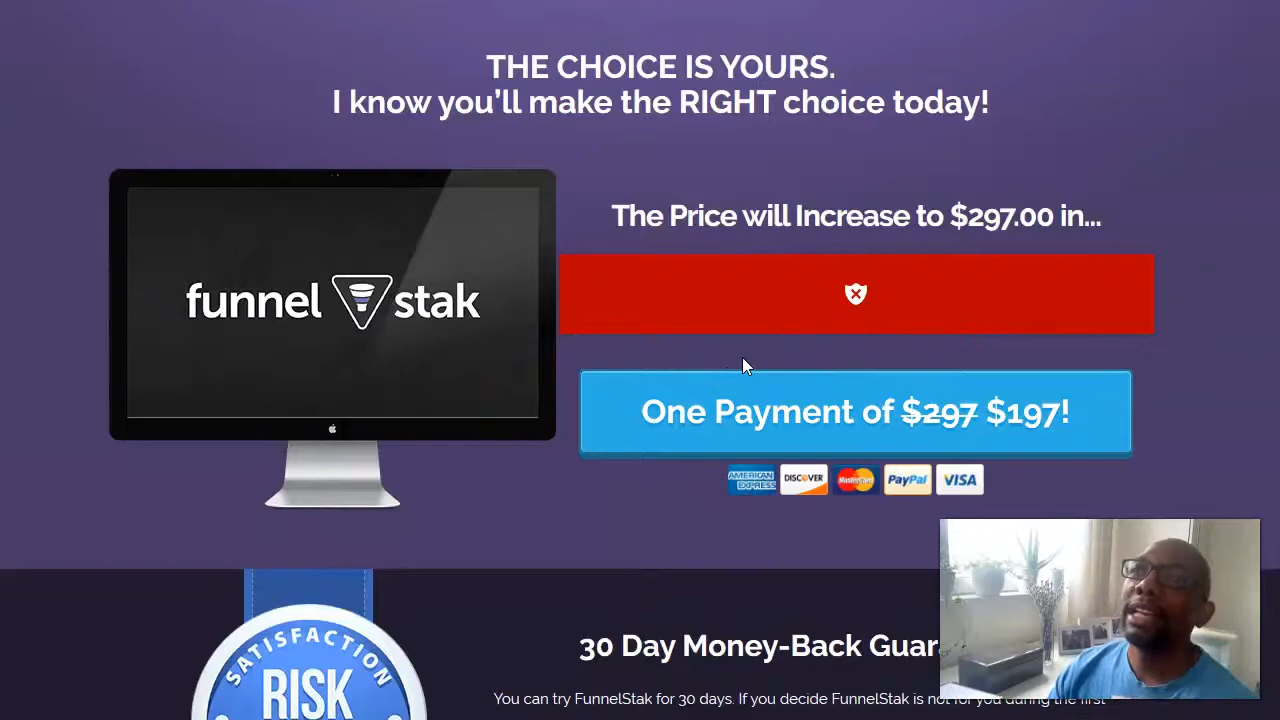 THE CHOICE IS YOURS.
I know you'll make the RIGHT choice today!
The Price will Increase to $297.00 in...
funnel stak
One Payment of $297 $197!
AMERICAN EXPRESS
DISCOVER
MasterCard
PayPal
VISA
SATISFACTION
RISK
30 Day Money-Back Guar
You can try FunnelStak for 30 days. If you decide FunnelStak is not for you during the first